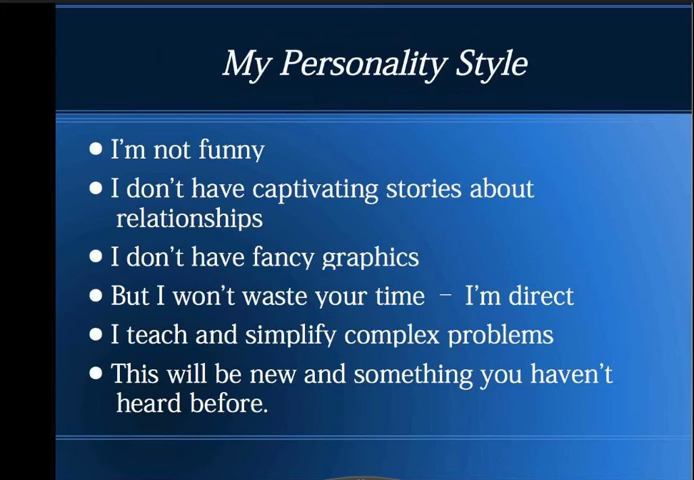 My Personality Style
● I'm not funny
● I don't have captivating stories about
relationships
● I don't have fancy graphics
● But I won't waste your time – I'm direct
● I teach and simplify complex problems
● This will be new and something you haven't
heard before.